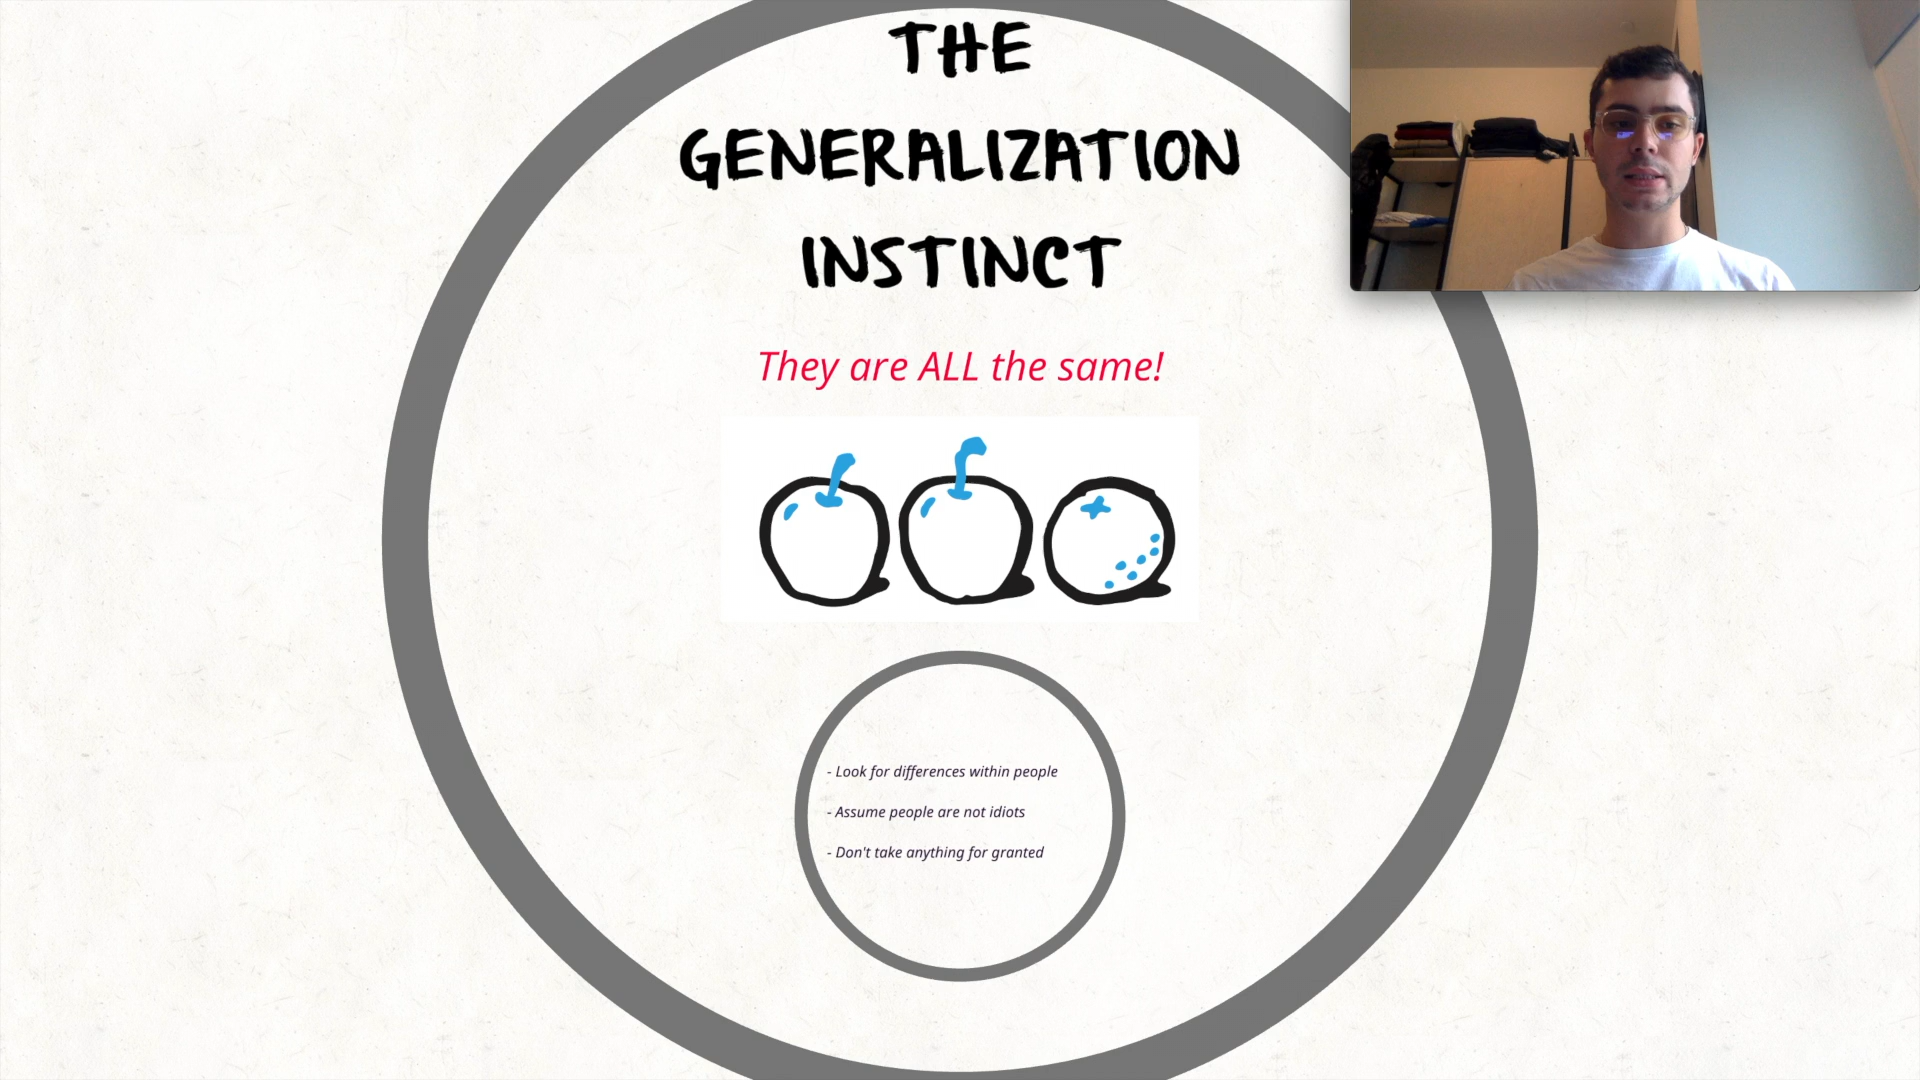 THE
GENERALIZATION
INSTINCT
They are ALL the same!
- Look for differences within people
- Assume people are not idiots
- Don't take anything for granted